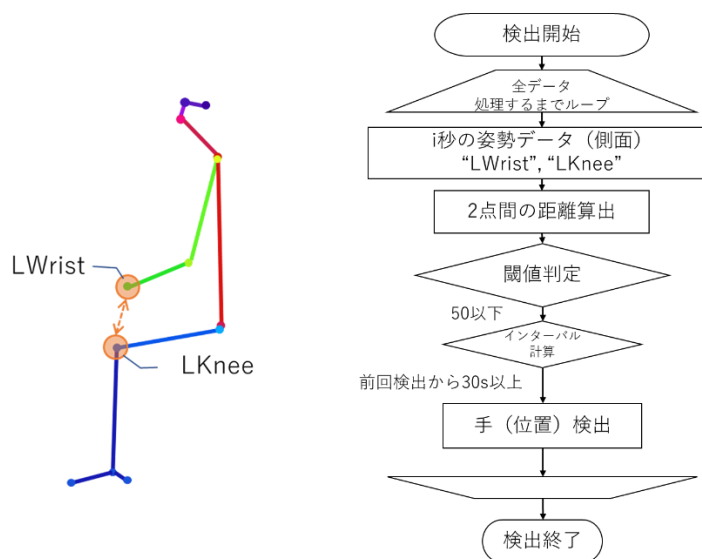 LWrist
LKnee
検出開始
全データ
処理するまでループ
i秒の姿勢データ（側面）
“LWrist”, “LKnee”
2点間の距離算出
閾値判定
50以下
インターバル
計算
前回検出から30s以上
手（位置）検出
検出終了